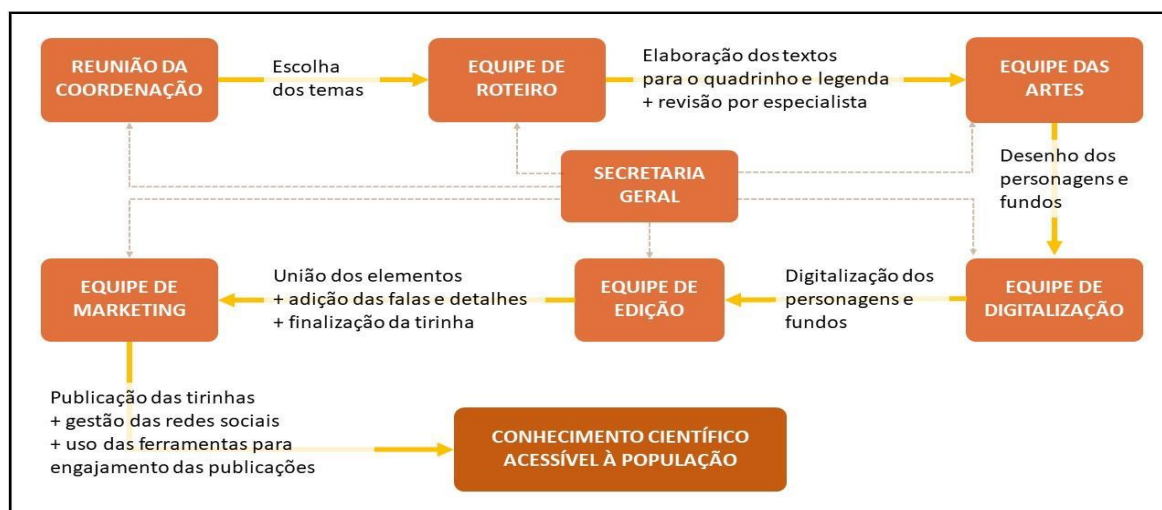 REUNIÃO DA
COORDENAÇÃO
Escolha
dos temas
EQUIPE DE
ROTEIRO
Elaboração dos textos
para o quadrinho e legenda
+ revisão por especialista
EQUIPE DAS
ARTES
Desenho dos
personagens e
fundos
SECRETARIA
GERAL
EQUIPE DE
DIGITALIZAÇÃO
Digitalização dos
personagens e
fundos
EQUIPE DE
EDIÇÃO
União dos elementos
+ adição das falas e detalhes
+ finalização da tirinha
EQUIPE DE
MARKETING
Publicação das tirinhas
+ gestão das redes sociais
+ uso das ferramentas para
engajamento das publicações
CONHECIMENTO CIENTÍFICO
ACESSÍVEL À POPULAÇÃO